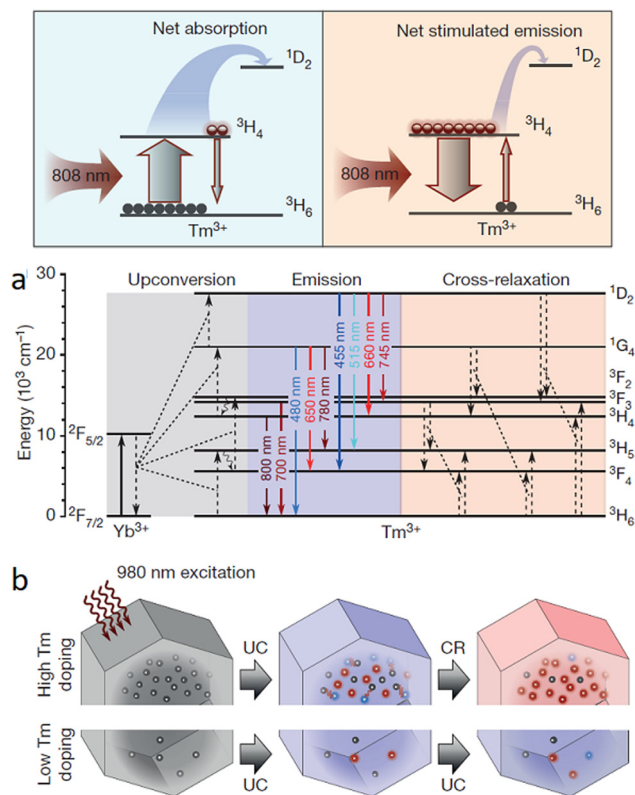 Net absorption
Net stimulated emission
¹D₂
¹D₂
³H₄
³H₄
808 nm
808 nm
³H₆
³H₆
Tm³⁺
Tm³⁺
a
30
20
10
0
Energy (10³ cm⁻¹)
Upconversion
Emission
Cross-relaxation
¹D₂
¹G₄
³F₂
³F₃
³H₄
³H₅
³F₄
³H₆
²F₅/₂
²F₇/₂
Yb³⁺
Tm³⁺
800 nm
700 nm
480 nm
650 nm
780 nm
455 nm
515 nm
660 nm
745 nm
b
980 nm excitation
High Tm
doping
UC
CR
Low Tm
doping
UC
UC